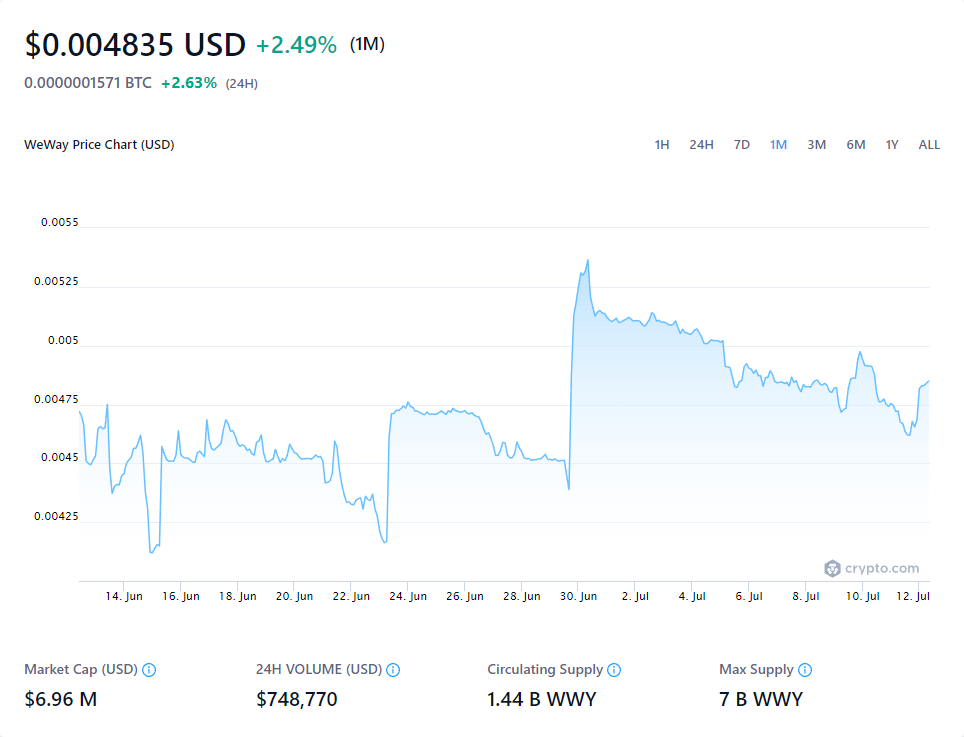 $0.004835 USD +2.49% (1M)
0.0000001571 BTC +2.63% (24H)
WeWay Price Chart (USD) 1H 24H 7D 1M 3M 6M 1Y ALL
0.0055
0.00525
0.005
0.00475
0.0045
0.00425
crypto.com
14. Jun 16. Jun 18. Jun 20. Jun 22. Jun 24. Jun 26. Jun 28. Jun 30. Jun 2. Jul 4. Jul 6. Jul 8. Jul 10. Jul 12. Jul
Market Cap (USD) 24H VOLUME (USD) Circulating Supply Max Supply
$6.96 M $748,770 1.44 B WWY 7 B WWY